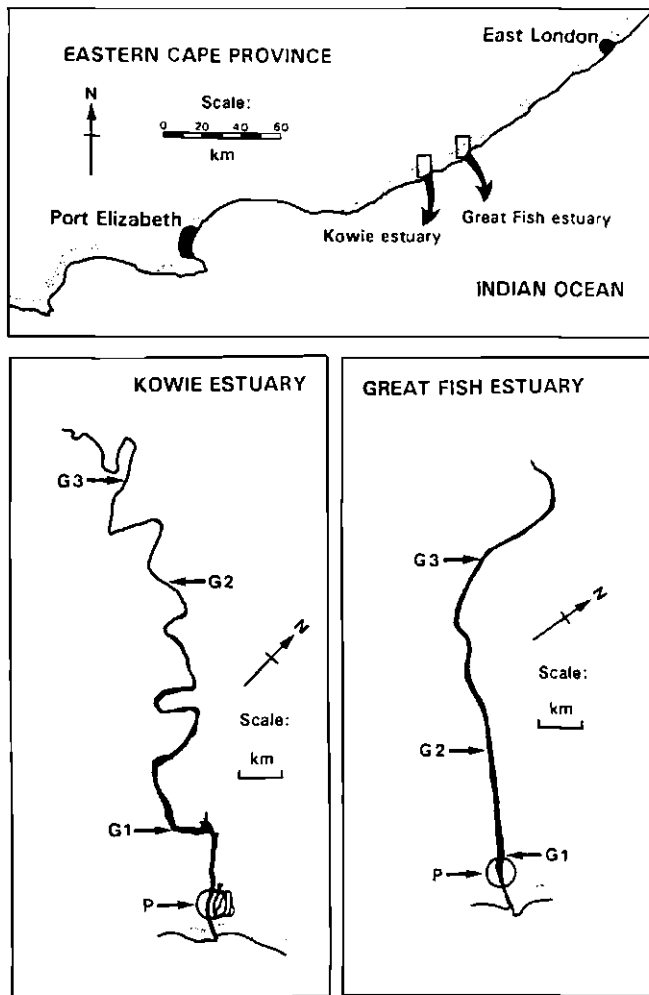 EASTERN CAPE PROVINCE
East London
N
Scale:
0 20 40 60
km
Port Elizabeth
Kowie estuary
Great Fish estuary
INDIAN OCEAN
KOWIE ESTUARY
G3
G2
N
Scale:
km
G1
P
GREAT FISH ESTUARY
G3
N
Scale:
km
G2
G1
P